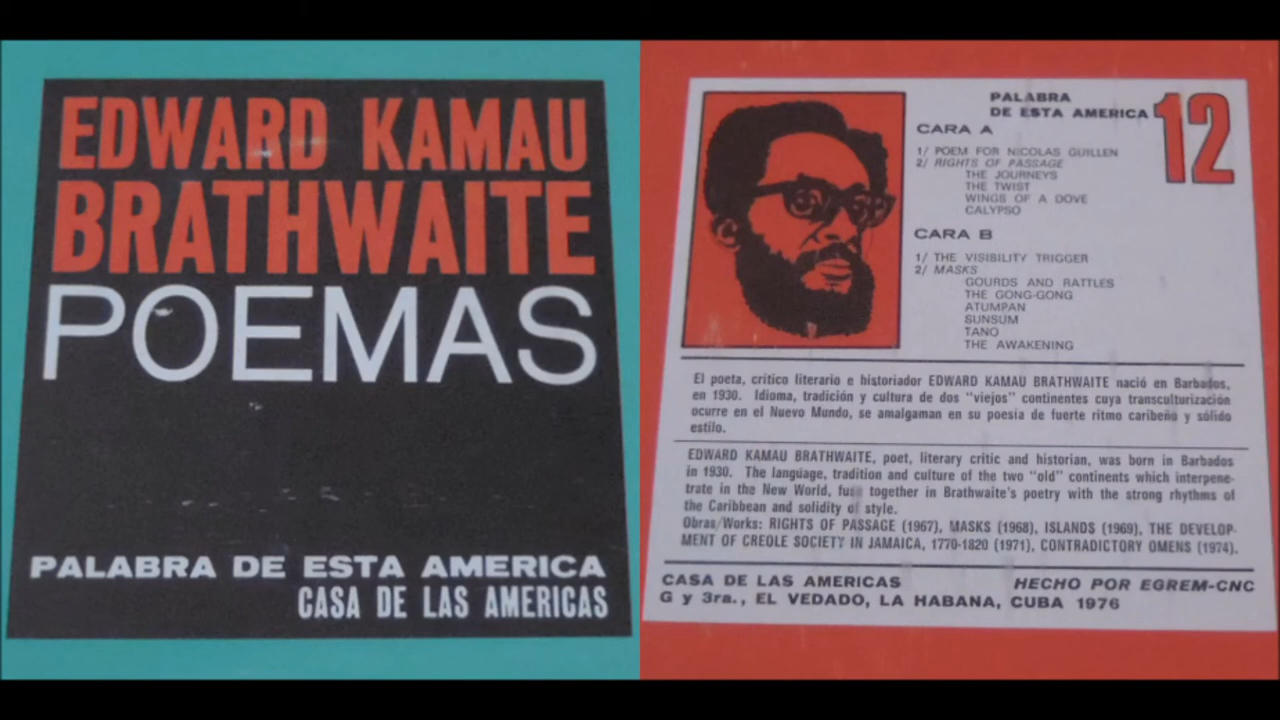 EDWARD KAMAU
BRATHWAITE
POEMAS
PALABRA DE ESTA AMERICA
CASA DE LAS AMERICAS
PALABRA
DE ESTA AMERICA
12
CARA A
1/ POEM FOR NICOLAS GUILLEN
2/ RIGHTS OF PASSAGE
THE JOURNEYS
THE TWIST
WINGS OF A DOVE
CALYPSO
CARA B
1/ THE VISIBILITY TRIGGER
2/ MASKS
GOURDS AND RATTLES
THE GONG-GONG
ATUMPAN
SUNSUM
TANO
THE AWAKENING
El poeta, crítico literario e historiador EDWARD KAMAU BRATHWAITE nació en Barbados,
en 1930. Idioma, tradición y cultura de dos "viejos" continentes cuya transculturización
ocurre en el Nuevo Mundo, se amalgaman en su poesía de fuerte ritmo caribeño y sólido
estilo.
EDWARD KAMAU BRATHWAITE, poet, literary critic and historian, was born in Barbados
in 1930. The language, tradition and culture of the two "old" continents which interpene-
trate in the New World, fuse together in Brathwaite's poetry with the strong rhythms of
the Caribbean and solidity of style.
Obras/Works: RIGHTS OF PASSAGE (1967), MASKS (1968), ISLANDS (1969), THE DEVELOP-
MENT OF CREOLE SOCIETY IN JAMAICA, 1770-1820 (1971), CONTRADICTORY OMENS (1974).
CASA DE LAS AMERICAS HECHO POR EGREM-CNC
G y 3ra., EL VEDADO, LA HABANA, CUBA 1976